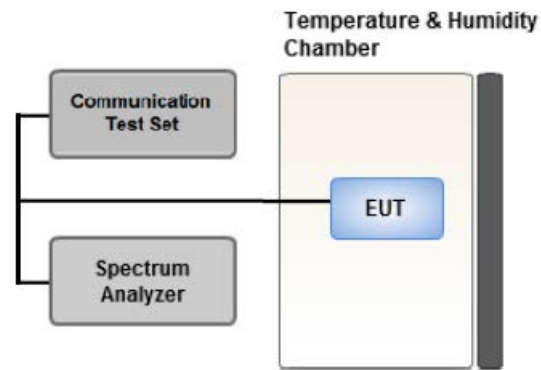 Temperature & Humidity
Chamber
Communication
Test Set
EUT
Spectrum
Analyzer